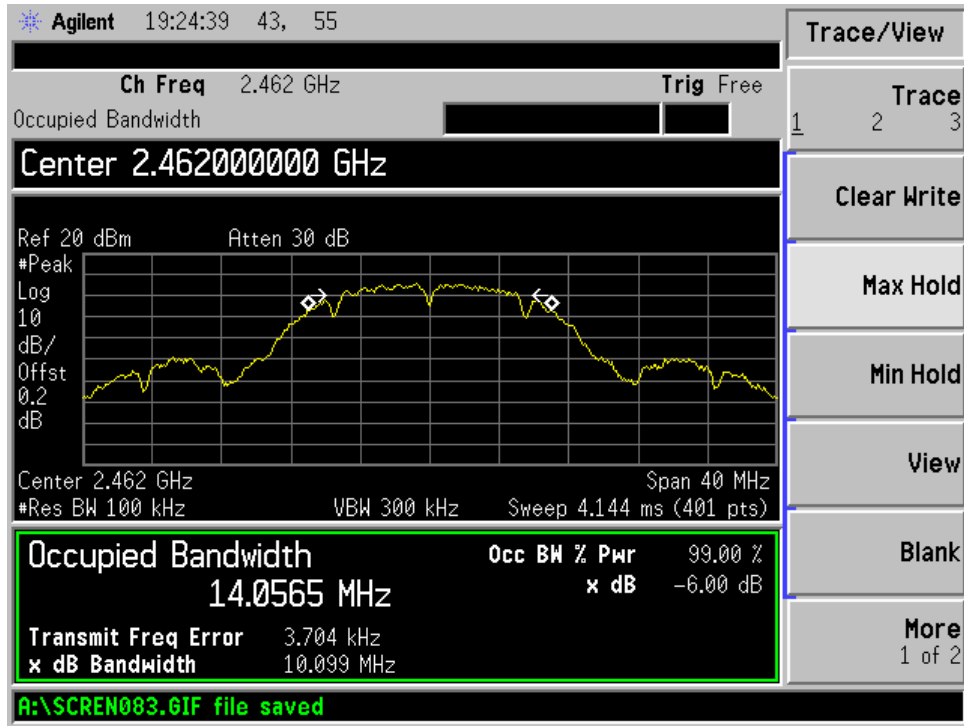 Agilent 19:24:39 43, 55
Trace/View
Ch Freq 2.462 GHz Trig Free
Occupied Bandwidth
Trace
1 2 3
Center 2.462000000 GHz
Clear Write
Ref 20 dBm Atten 30 dB
#Peak
Log
10
dB/
Offst
0.2
dB
Max Hold
Min Hold
Center 2.462 GHz Span 40 MHz
#Res BW 100 kHz VBW 300 kHz Sweep 4.144 ms (401 pts)
View
Occupied Bandwidth Occ BW % Pwr 99.00 %
14.0565 MHz x dB -6.00 dB
Blank
Transmit Freq Error 3.704 kHz
x dB Bandwidth 10.099 MHz
More
1 of 2
A:\SCREN083.GIF file saved